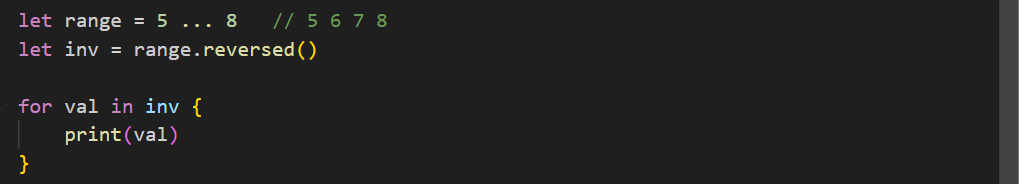 let range = 5 ... 8   // 5 6 7 8
let inv = range.reversed()
for val in inv {
    print(val)
}